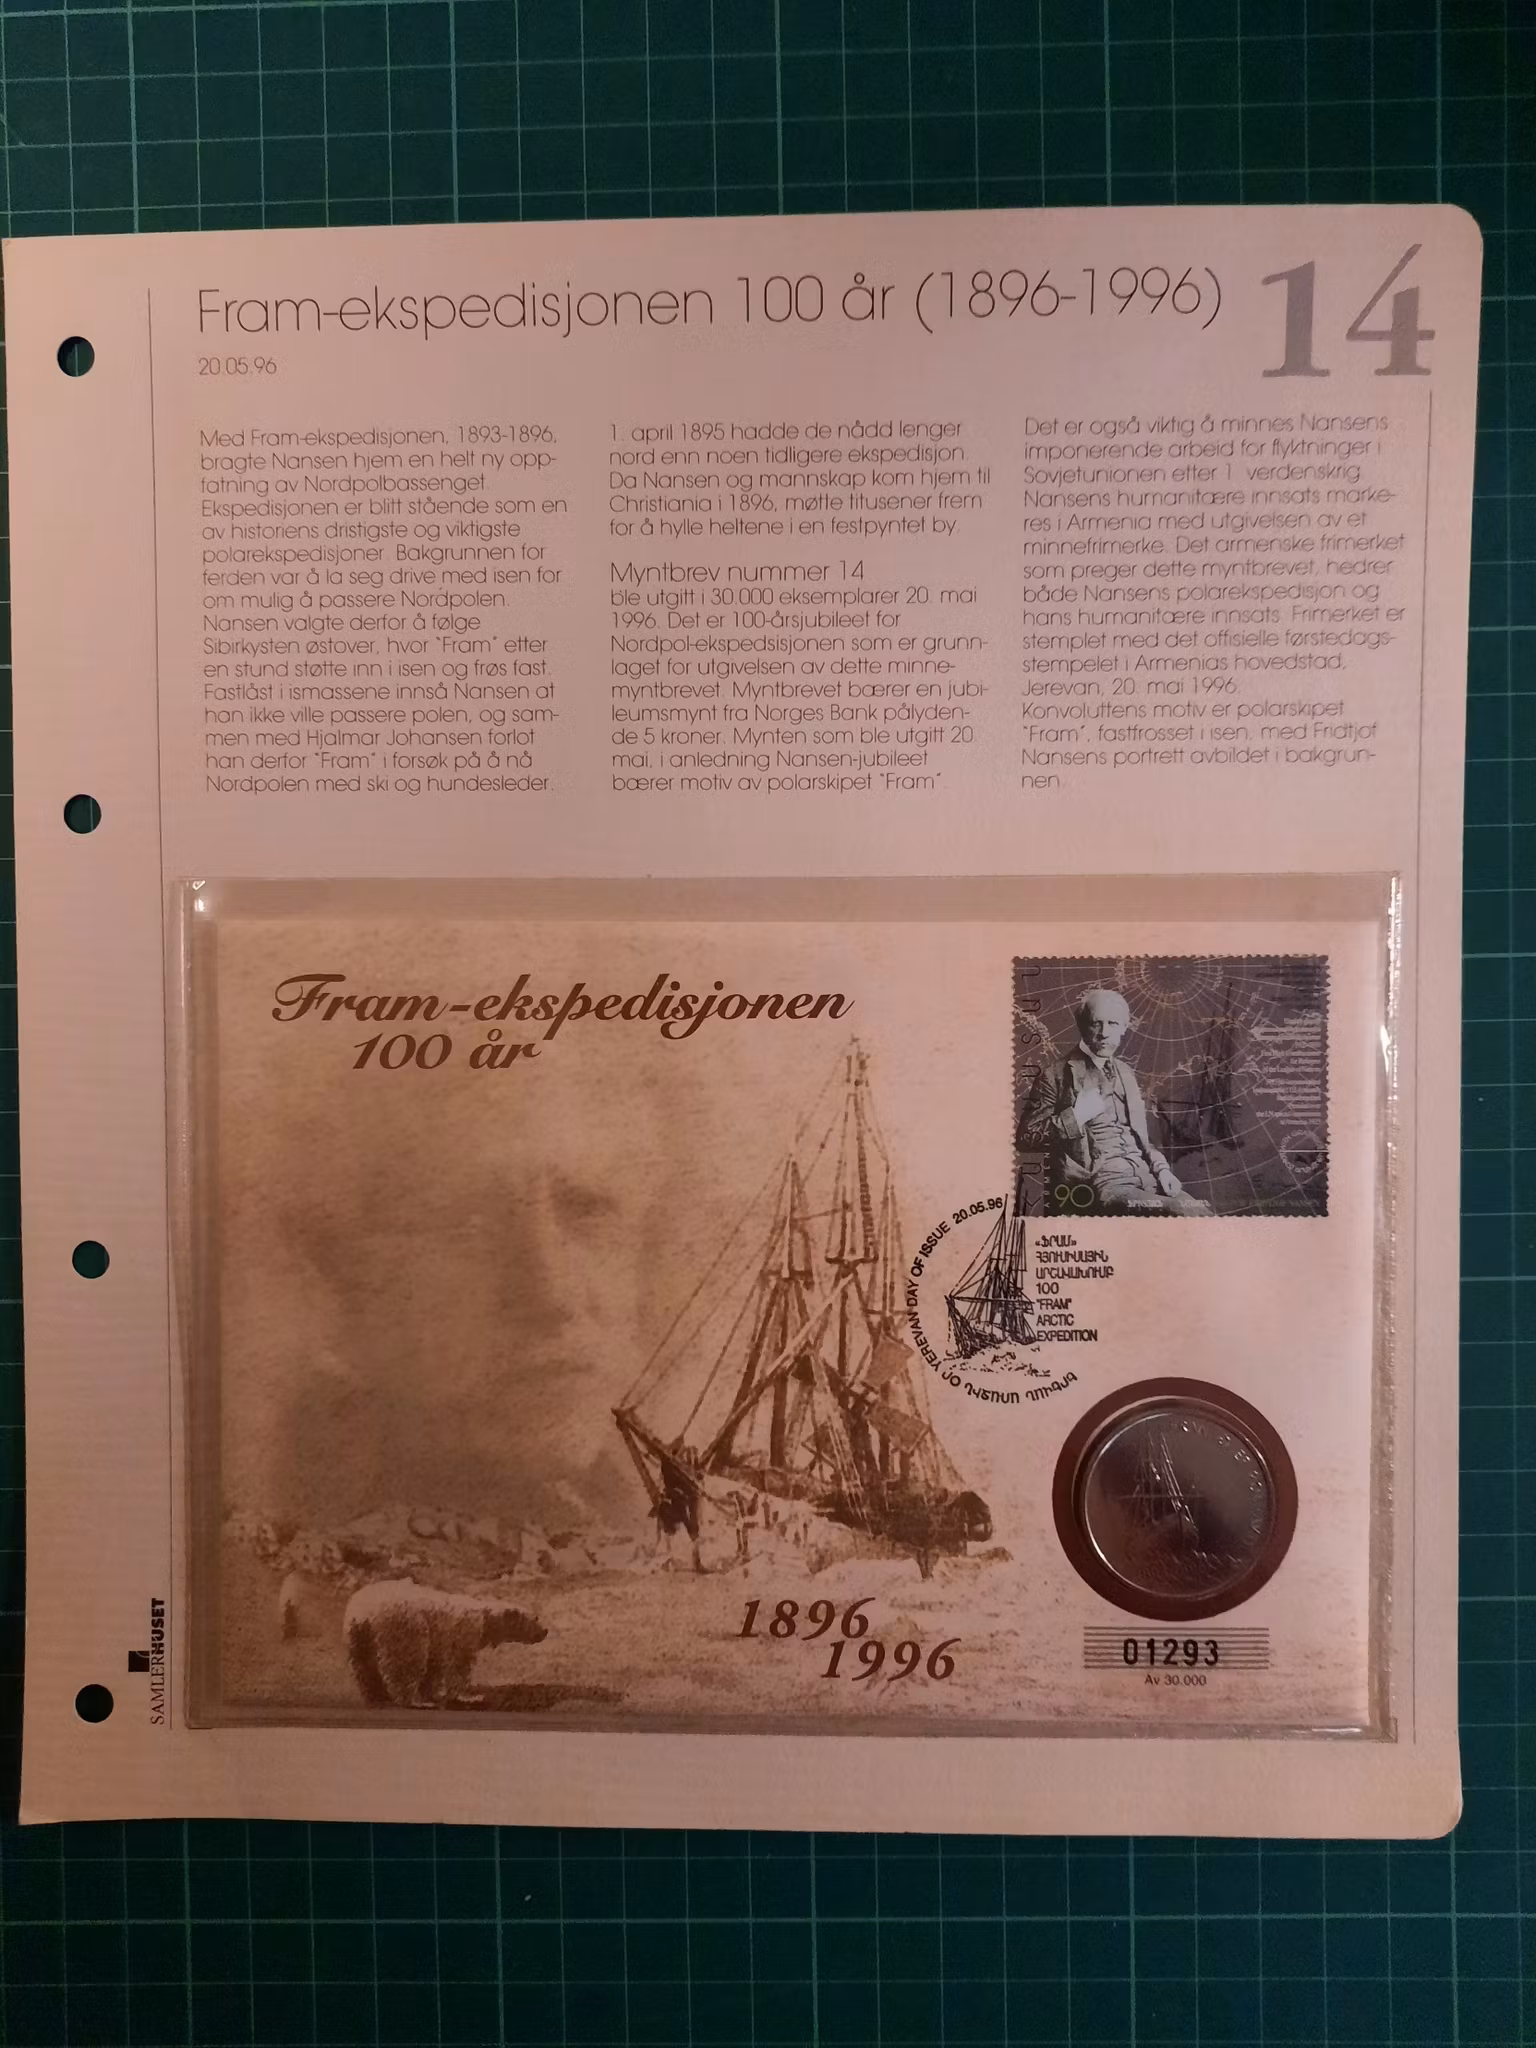 Fram-ekspedisjonen 100 år (1896-1996)
14
20.05.96
Med Fram-ekspedisjonen, 1893-1896,
bragte Nansen hjem en helt ny opp-
fatning av Nordpolbassenget.
Ekspedisjonen er blitt stående som en
av historiens dristigste og viktigste
polarekspedisjoner. Bakgrunnen for
ferden var å la seg drive med isen for
om mulig å passere Nordpolen.
Nansen valgte derfor å følge
Sibirkysten østover, hvor "Fram" etter
en stund støtte inn i isen og frøs fast.
Fastlåst i ismassene innså Nansen at
han ikke ville passere polen, og sam-
men med Hjalmar Johansen forlot
han derfor "Fram" i forsøk på å nå
Nordpolen med ski og hundesleder.
1. april 1895 hadde de nådd lenger
nord enn noen tidligere ekspedisjon.
Da Nansen og mannskap kom hjem til
Christiania i 1896, møtte titusener frem
for å hylle heltene i en festpyntet by.
Myntbrev nummer 14
ble utgitt i 30.000 eksemplarer 20. mai
1996. Det er 100-årsjubileet for
Nordpol-ekspedsisjonen som er grunn-
laget for utgivelsen av dette minne-
myntbrevet. Myntbrevet bærer en jubi-
leumsmynt fra Norges Bank pålyden-
de 5 kroner. Mynten som ble utgitt 20.
mai, i anledning Nansen-jubileet
bærer motiv av polarskipet "Fram".
Det er også viktig å minnes Nansens
imponerende arbeid for flyktninger i
Sovjetunionen etter 1. verdenskrig.
Nansens humanitære innsats marke-
res i Armenia med utgivelsen av et
minnefrimerke. Det armenske frimerket
som preger dette myntbrevet, hedrer
både Nansens polarekspedisjon og
hans humanitære innsats. Frimerket er
stemplet med det offisielle førstedags-
stempelet i Armenias hovedstad,
Jerevan, 20. mai 1996.
Konvoluttens motiv er polarskipet
"Fram", fastfrosset i isen, med Fridtjof
Nansens portrett avbildet i bakgrun-
nen.
Fram-ekspedisjonen
100 år
ARMENIA
90
YEREVAN DAY OF ISSUE 20.05.96
«ՖՐԱՄ»
ՀՅՈՒՍԻՍԱՅԻՆ
ԱՐՇԱՎԱԽՈՒՄԲ
100
"FRAM"
ARCTIC
EXPEDITION
1896
1996
01293
Av 30.000
SAMLERHUSET